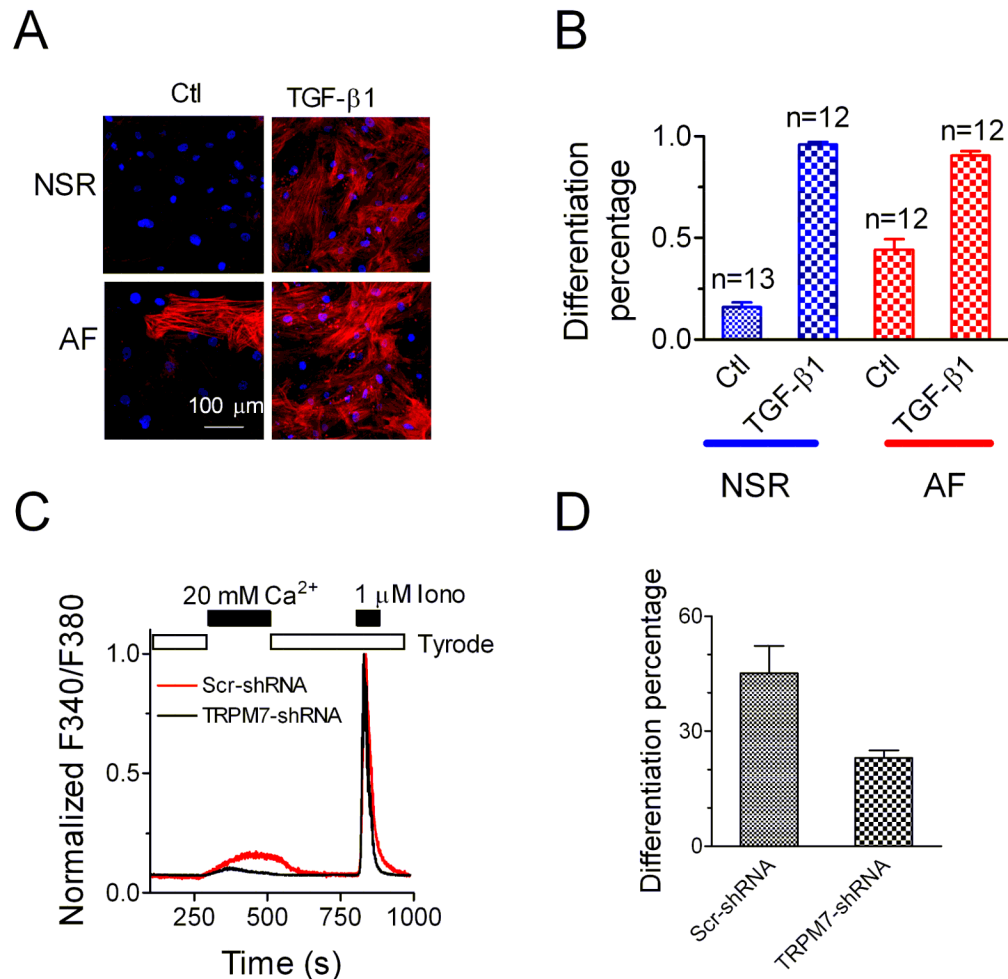 A
Ctl
TGF-β1
NSR
AF
100 μm
B
Differentiation
percentage
1.0
0.5
0.0
n=13
n=12
n=12
n=12
Ctl
TGF-β1
Ctl
TGF-β1
NSR
AF
C
20 mM Ca²⁺
1 μM Iono
Tyrode
Normalized F340/F380
1.0
0.5
0.0
Scr-shRNA
TRPM7-shRNA
250
500
750
1000
Time (s)
D
Differentiation percentage
60
30
0
Scr-shRNA
TRPM7-shRNA